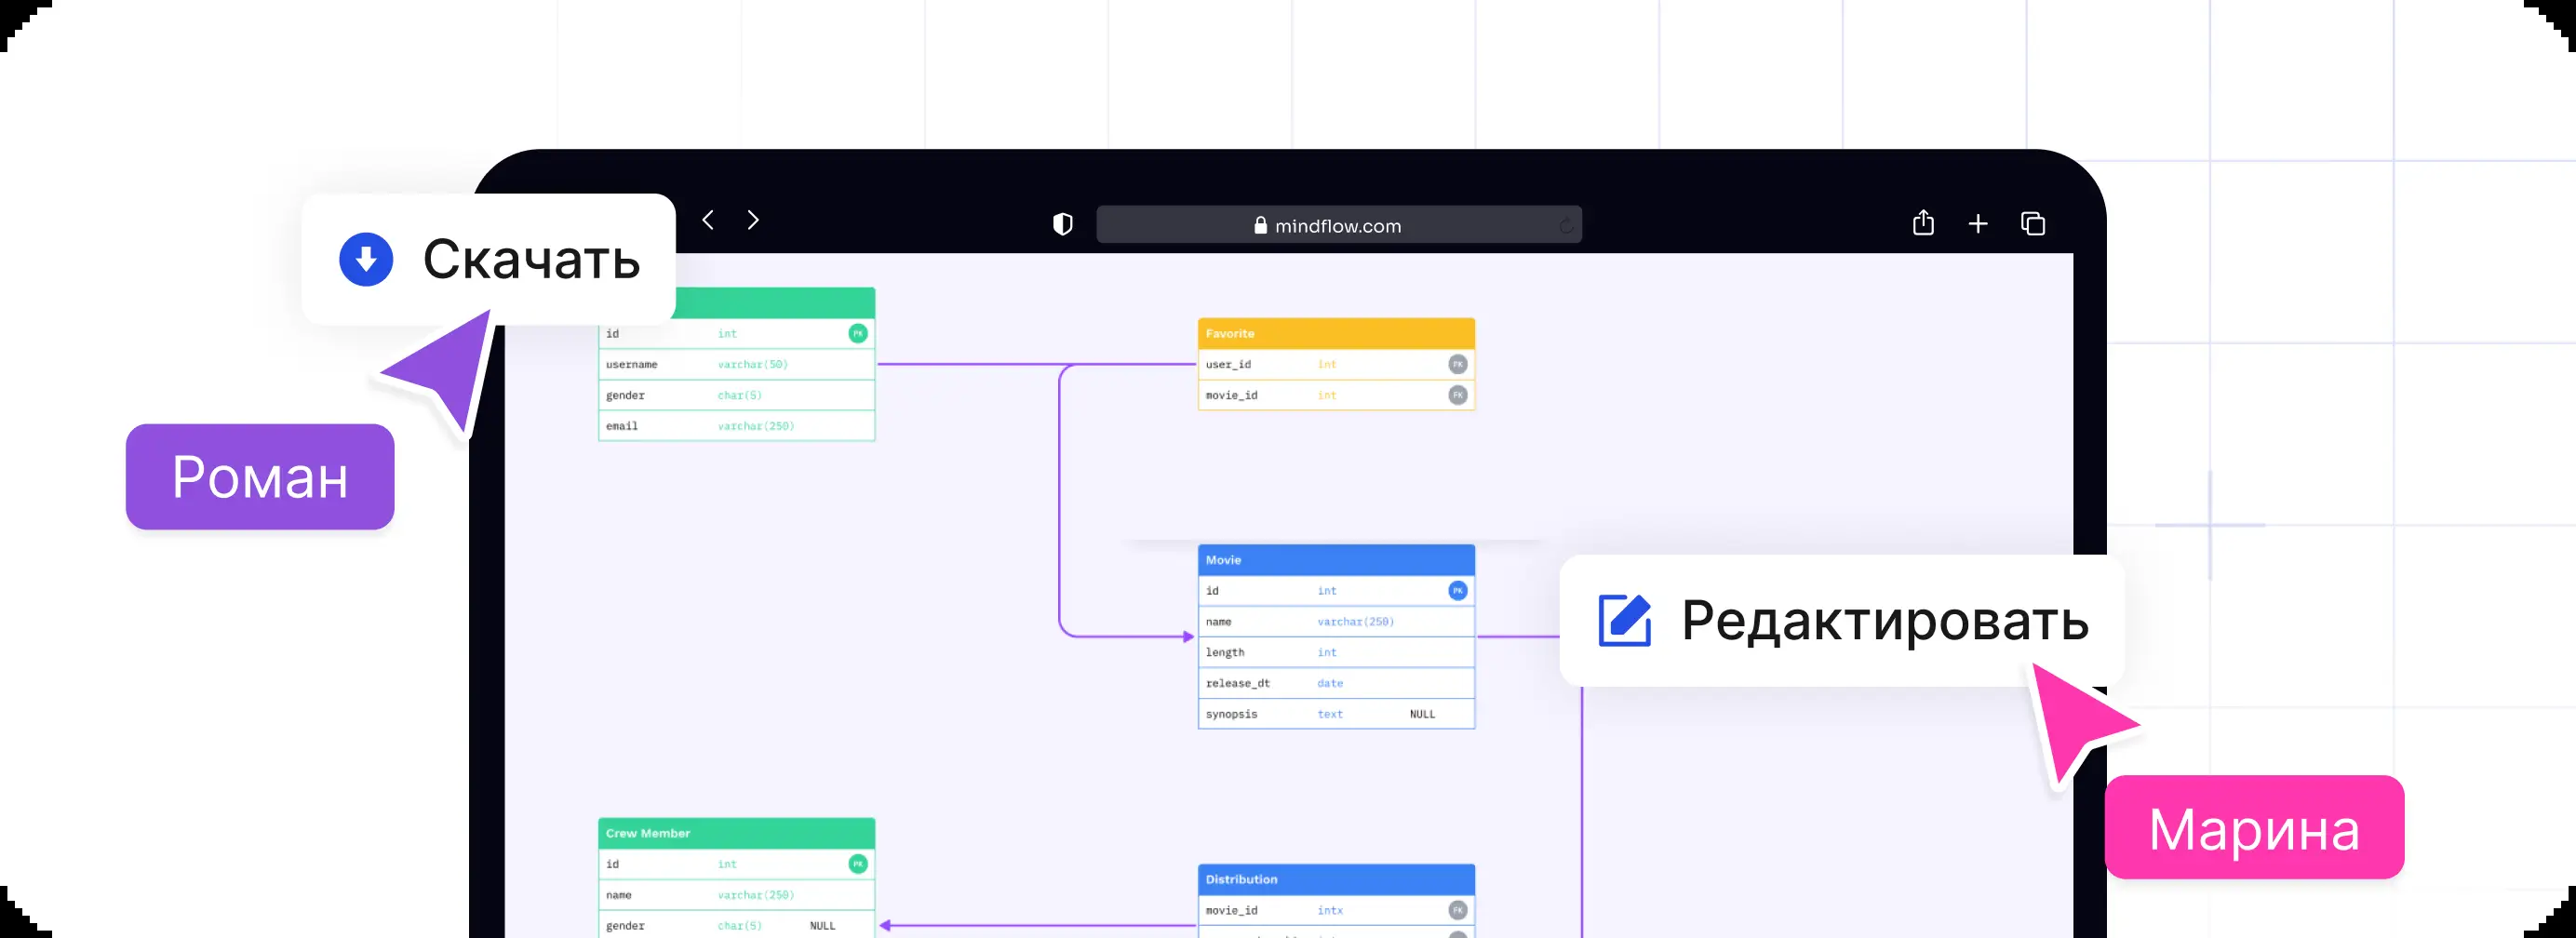 mindflow.com
Скачать
id int PK
username varchar(50)
gender char(5)
email varchar(250)
Роман
Favorite
user_id int FK
movie_id int FK
Movie
id int PK
name varchar(250)
length int
release_dt date
synopsis text NULL
Редактировать
Марина
Crew Member
id int PK
name varchar(250)
gender char(5) NULL
Distribution
movie_id intx FK